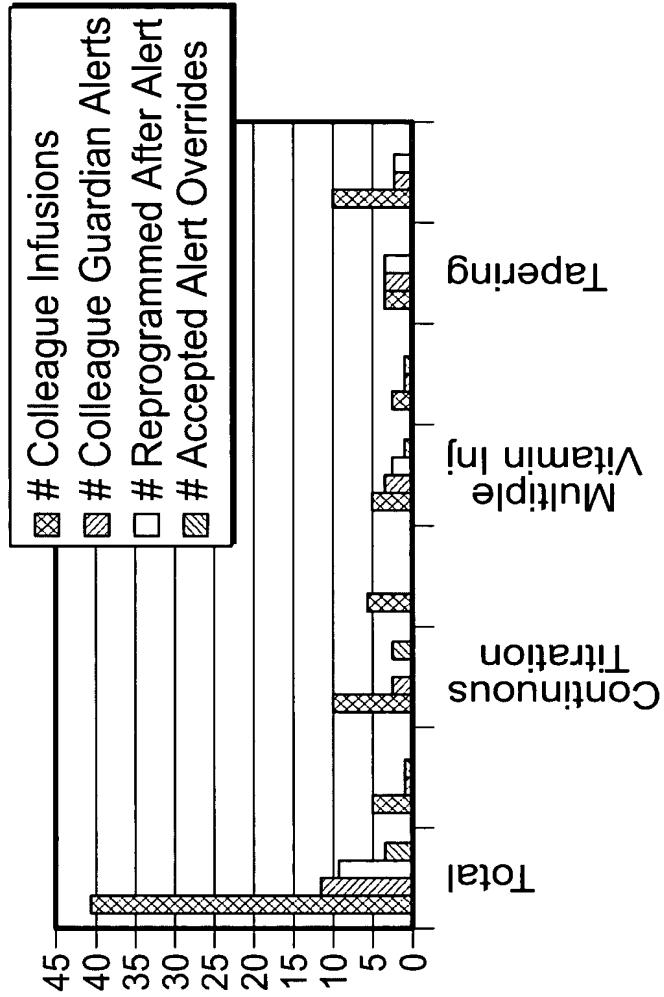 # Colleague Infusions
# Colleague Guardian Alerts
# Reprogrammed After Alert
# Accepted Alert Overrides
45
40
35
30
25
20
15
10
5
0
Total
Continuous
Titration
Multiple
Vitamin Inj
Tapering